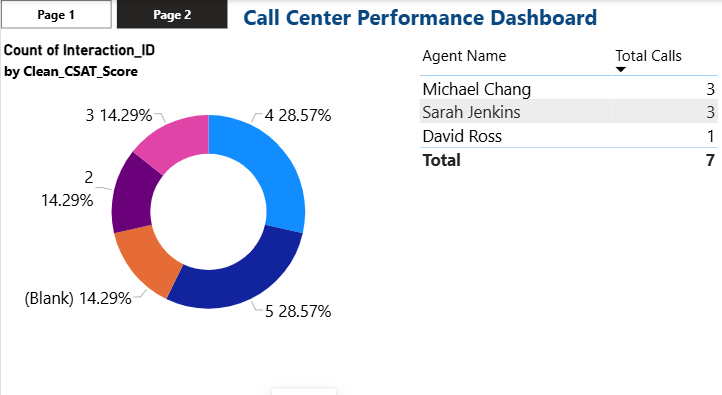 Page 1
Page 2
Call Center Performance Dashboard
Count of Interaction_ID
by Clean_CSAT_Score
3 14.29%
4 28.57%
2
14.29%
(Blank) 14.29%
5 28.57%
Agent Name Total Calls
Michael Chang 3
Sarah Jenkins 3
David Ross 1
Total 7